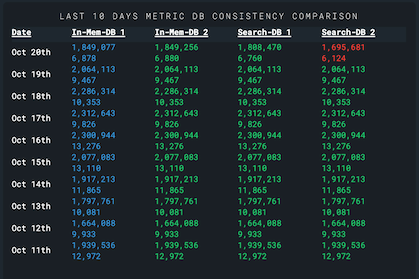 LAST 10 DAYS METRIC DB CONSISTENCY COMPARISON
Date In-Mem-DB 1 In-Mem-DB 2 Search-DB 1 Search-DB 2
Oct 20th
1,849,077 1,849,256 1,808,470 1,695,681
6,878 6,880 6,760 6,124
Oct 19th
2,064,113 2,064,113 2,064,113 2,064,113
9,467 9,467 9,467 9,467
Oct 18th
2,286,314 2,286,314 2,286,314 2,286,314
10,353 10,353 10,353 10,353
Oct 17th
2,312,643 2,312,643 2,312,643 2,312,643
9,826 9,826 9,826 9,826
Oct 16th
2,300,944 2,300,944 2,300,944 2,300,944
13,276 13,276 13,276 13,276
Oct 15th
2,077,083 2,077,083 2,077,083 2,077,083
13,110 13,110 13,110 13,110
Oct 14th
1,917,213 1,917,213 1,917,213 1,917,213
11,865 11,865 11,865 11,865
Oct 13th
1,797,761 1,797,761 1,797,761 1,797,761
10,081 10,081 10,081 10,081
Oct 12th
1,664,088 1,664,088 1,664,088 1,664,088
9,933 9,933 9,933 9,933
Oct 11th
1,939,536 1,939,536 1,939,536 1,939,536
12,972 12,972 12,972 12,972